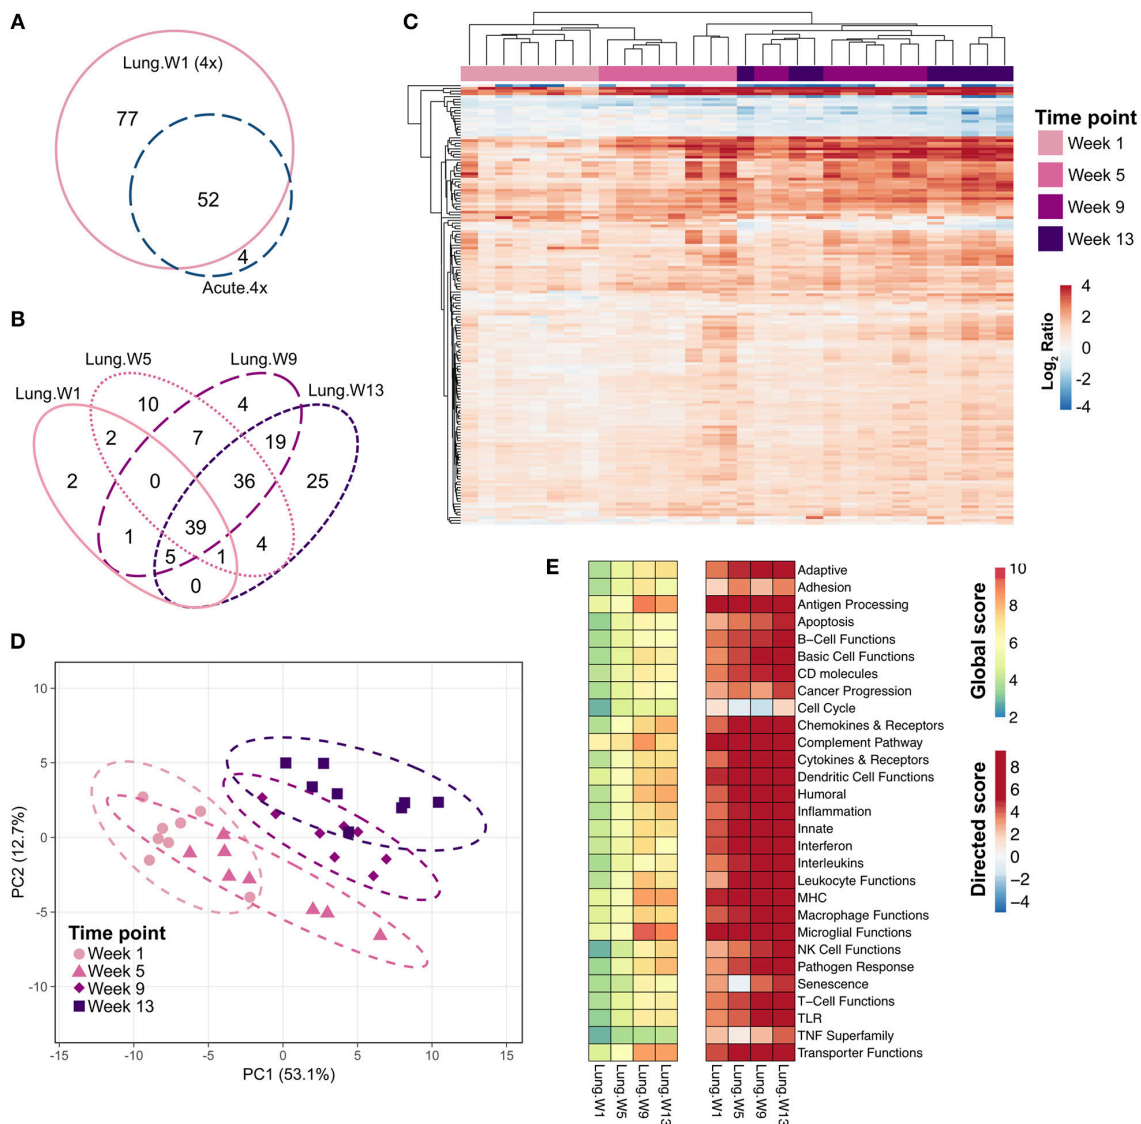 A
Lung.W1 (4x)
77
52
4
Acute.4x
B
Lung.W5
Lung.W9
Lung.W1
Lung.W13
10
4
2
7
19
2
0
36
25
39
1
5
1
4
0
C
Time point
Week 1
Week 5
Week 9
Week 13
Log2 Ratio
4
2
0
-2
-4
D
10
5
0
-5
-10
PC2 (12.7%)
Time point
Week 1
Week 5
Week 9
Week 13
-15
-10
-5
0
5
10
15
PC1 (53.1%)
E
Adaptive
Adhesion
Antigen Processing
Apoptosis
B−Cell Functions
Basic Cell Functions
CD molecules
Cancer Progression
Cell Cycle
Chemokines & Receptors
Complement Pathway
Cytokines & Receptors
Dendritic Cell Functions
Humoral
Inflammation
Innate
Interferon
Interleukins
Leukocyte Functions
MHC
Macrophage Functions
Microglial Functions
NK Cell Functions
Pathogen Response
Senescence
T−Cell Functions
TLR
TNF Superfamily
Transporter Functions
Lung.W1
Lung.W5
Lung.W9
Lung.W13
Lung.W1
Lung.W5
Lung.W9
Lung.W13
Global score
10
8
6
4
2
Directed score
8
6
4
2
0
−2
−4